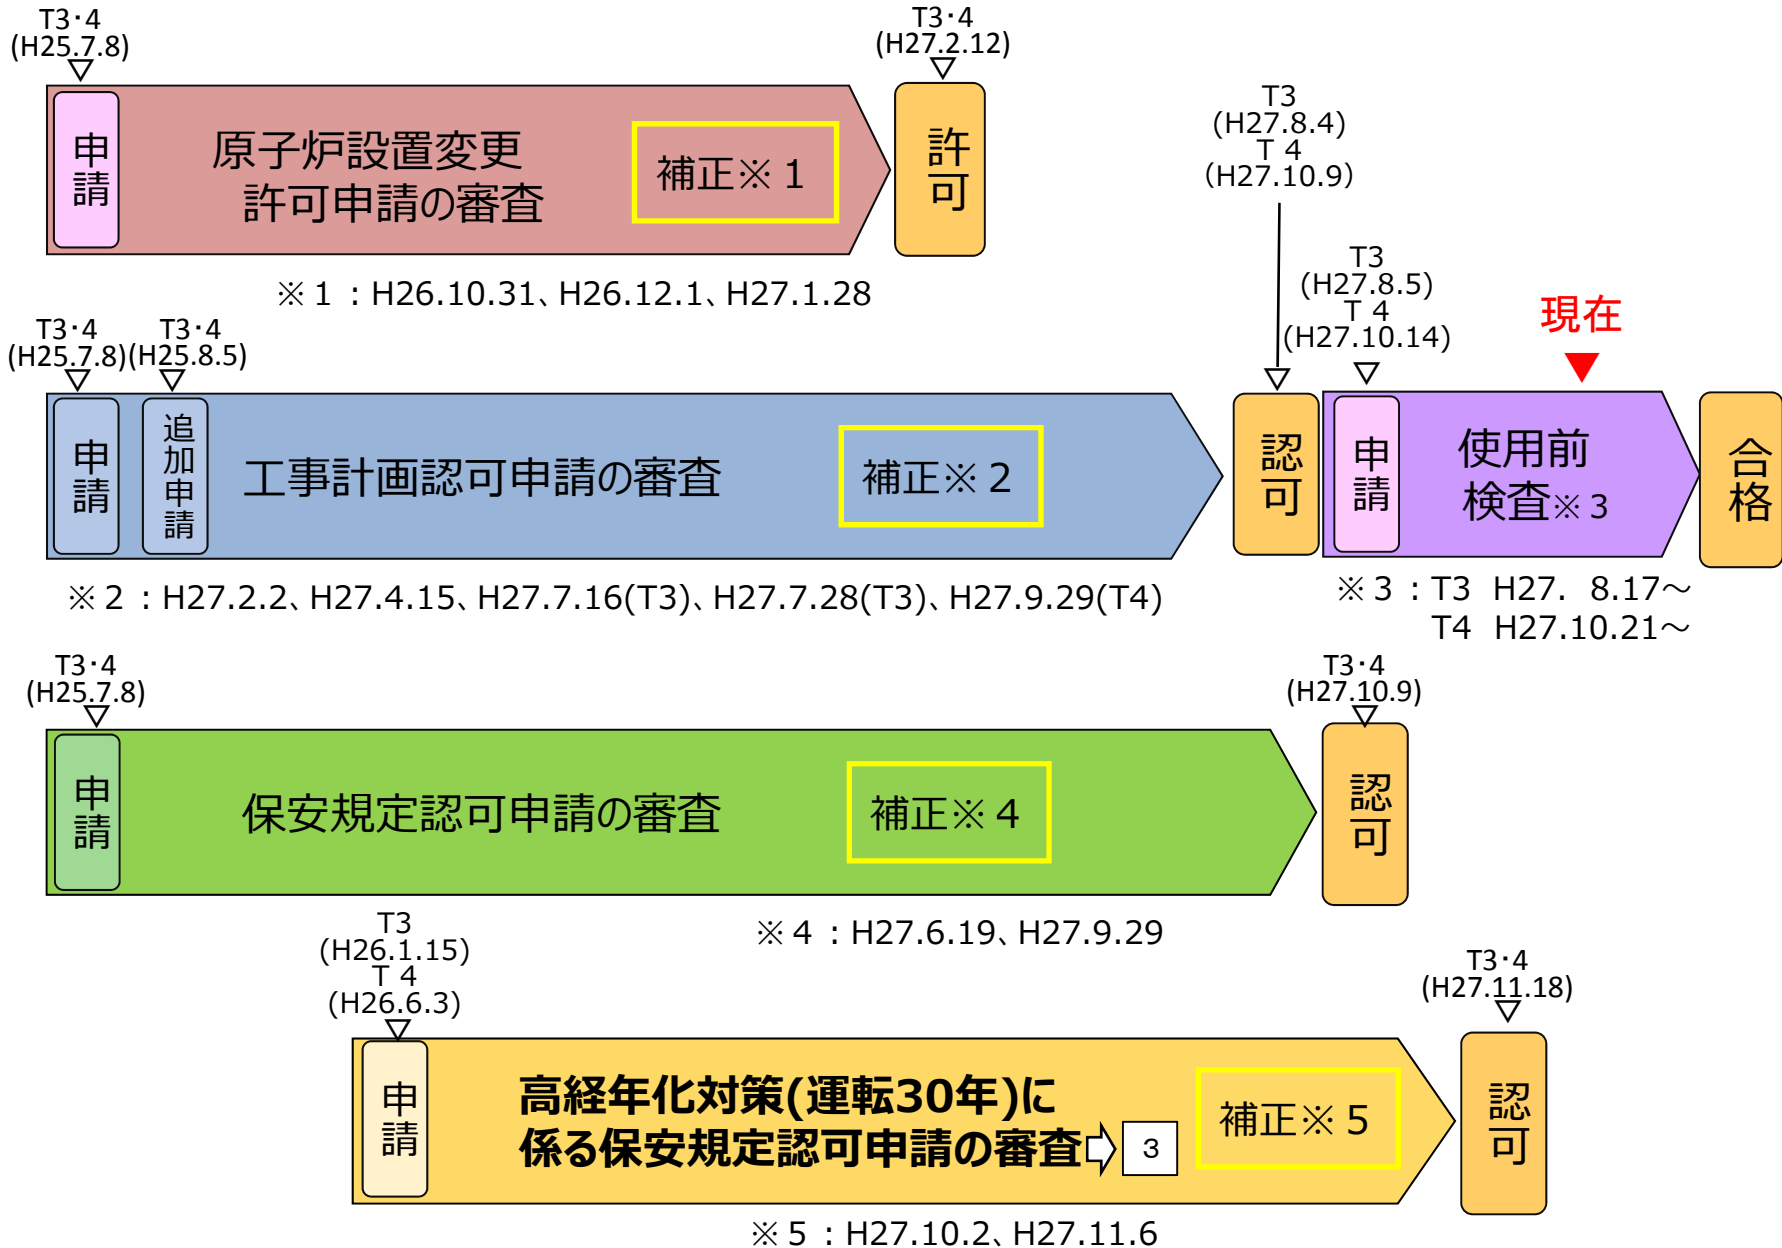 T3･4
(H25.7.8)
T3･4
(H27.2.12)
申請
原子炉設置変更
許可申請の審査
補正※１
許可
※１：H26.10.31、H26.12.1、H27.1.28
T3
(H27.8.4)
T４
(H27.10.9)
T3
(H27.8.5)
T４
(H27.10.14)
現在
T3･4
(H25.7.8)
T3･4
(H25.8.5)
申請
追加申請
工事計画認可申請の審査
補正※２
認可
申請
使用前
検査※３
合格
※２：H27.2.2、H27.4.15、H27.7.16(T3)、H27.7.28(T3)、H27.9.29(T4)
※３：T3 H27. 8.17～
T4 H27.10.21～
T3･4
(H25.7.8)
T3･4
(H27.10.9)
申請
保安規定認可申請の審査
補正※４
認可
※４：H27.6.19、H27.9.29
T3
(H26.1.15)
T４
(H26.6.3)
T3･4
(H27.11.18)
申請
高経年化対策(運転30年)に
係る保安規定認可申請の審査
3
補正※５
認可
※５：H27.10.2、H27.11.6